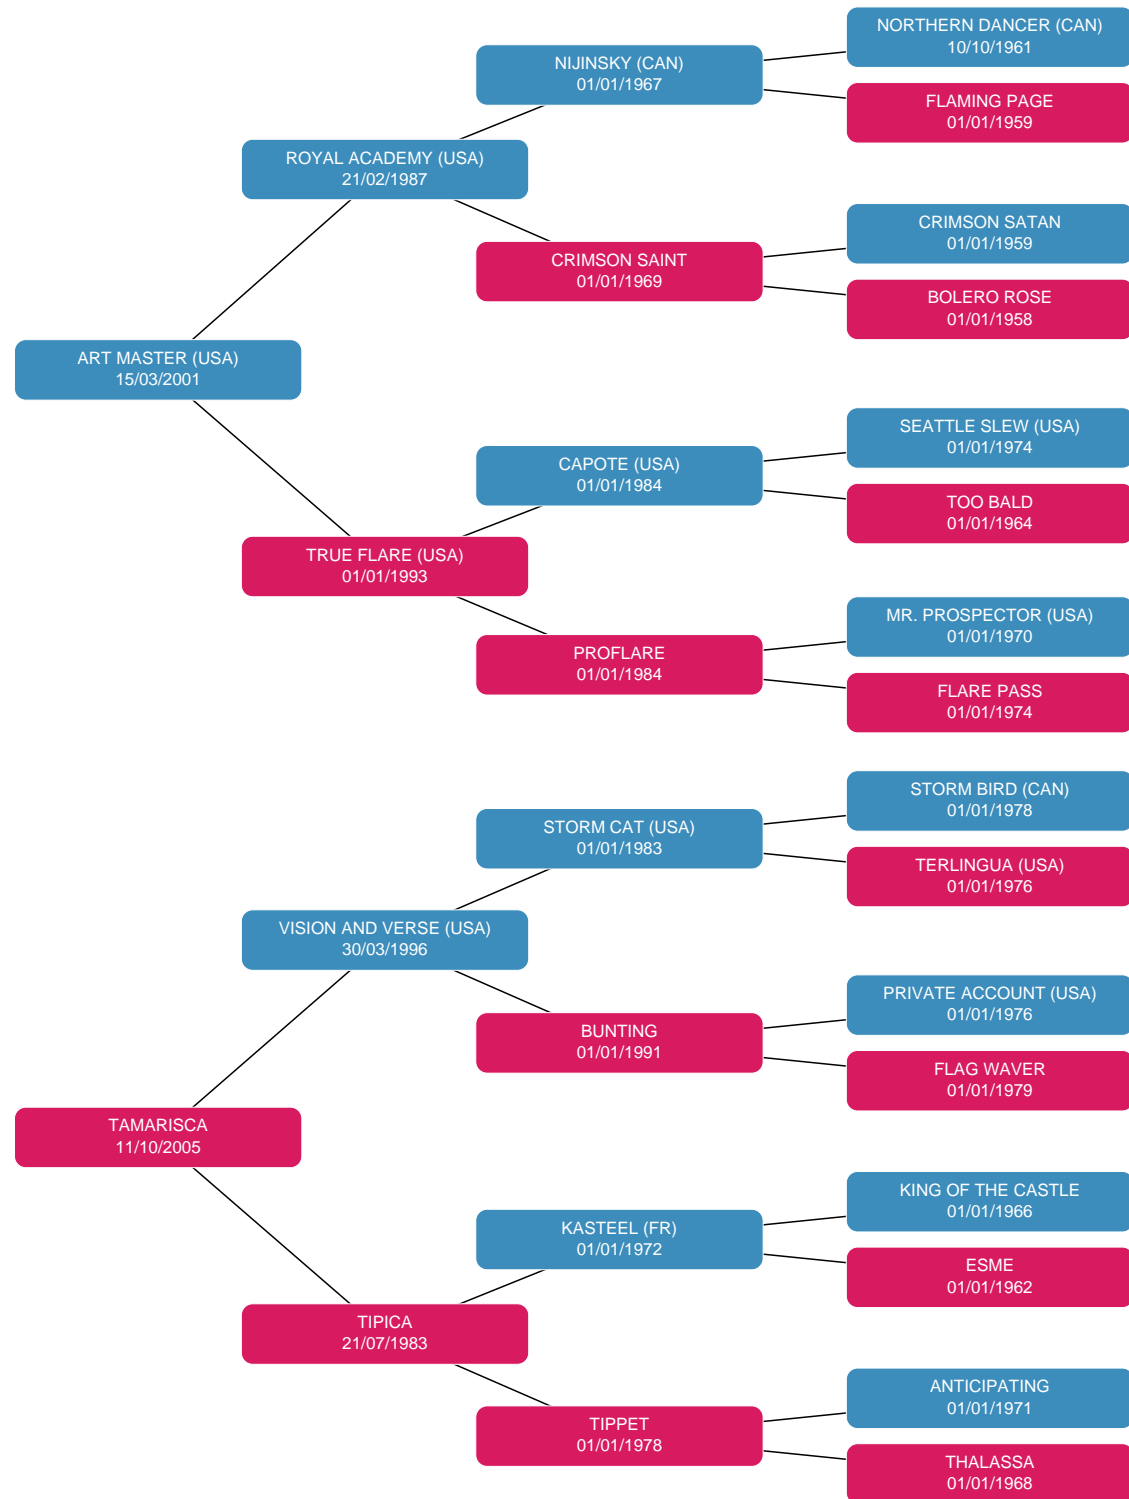 NORTHERN DANCER (CAN)
10/10/1961
NIJINSKY (CAN)
01/01/1967
FLAMING PAGE
01/01/1959
ROYAL ACADEMY (USA)
21/02/1987
CRIMSON SATAN
01/01/1959
CRIMSON SAINT
01/01/1969
BOLERO ROSE
01/01/1958
ART MASTER (USA)
15/03/2001
SEATTLE SLEW (USA)
01/01/1974
CAPOTE (USA)
01/01/1984
TOO BALD
01/01/1964
TRUE FLARE (USA)
01/01/1993
MR. PROSPECTOR (USA)
01/01/1970
PROFLARE
01/01/1984
FLARE PASS
01/01/1974
STORM BIRD (CAN)
01/01/1978
STORM CAT (USA)
01/01/1983
TERLINGUA (USA)
01/01/1976
VISION AND VERSE (USA)
30/03/1996
PRIVATE ACCOUNT (USA)
01/01/1976
BUNTING
01/01/1991
FLAG WAVER
01/01/1979
TAMARISCA
11/10/2005
KING OF THE CASTLE
01/01/1966
KASTEEL (FR)
01/01/1972
ESME
01/01/1962
TIPICA
21/07/1983
ANTICIPATING
01/01/1971
TIPPET
01/01/1978
THALASSA
01/01/1968